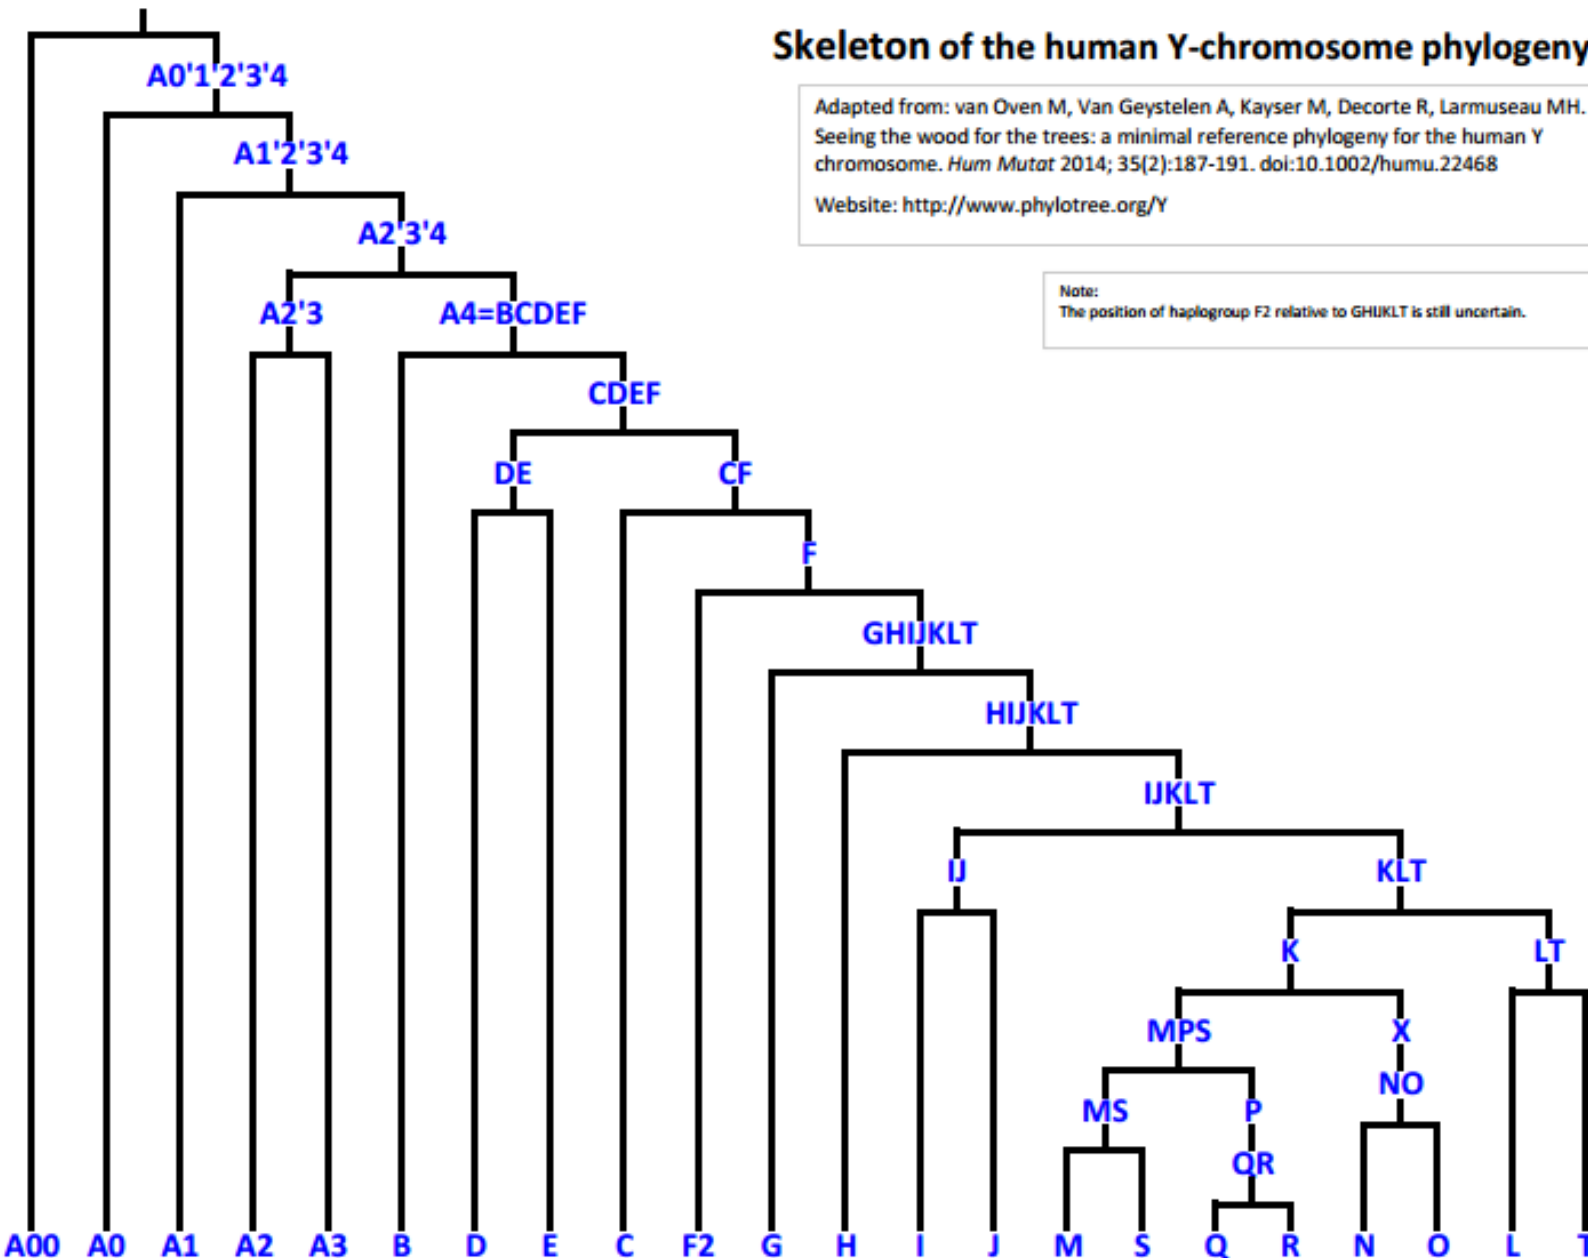 Skeleton of the human Y-chromosome phylogeny
A0'1'2'3'4
Adapted from: van Oven M, Van Geystelen A, Kayser M, Decorte R, Larmuseau MH.
Seeing the wood for the trees: a minimal reference phylogeny for the human Y
chromosome. Hum Mutat 2014; 35(2):187-191. doi:10.1002/humu.22468
Website: http://www.phylotree.org/Y
A1'2'3'4
A2'3'4
Note:
The position of haplogroup F2 relative to GHIJKLT is still uncertain.
A2'3 A4=BCDEF
CDEF
DE CF
F
GHIJKLT
HIJKLT
IJKLT
IJ KLT
K LT
MPS X
NO
MS P
QR
A00 A0 A1 A2 A3 B D E C F2 G H I J M S Q R N O L T